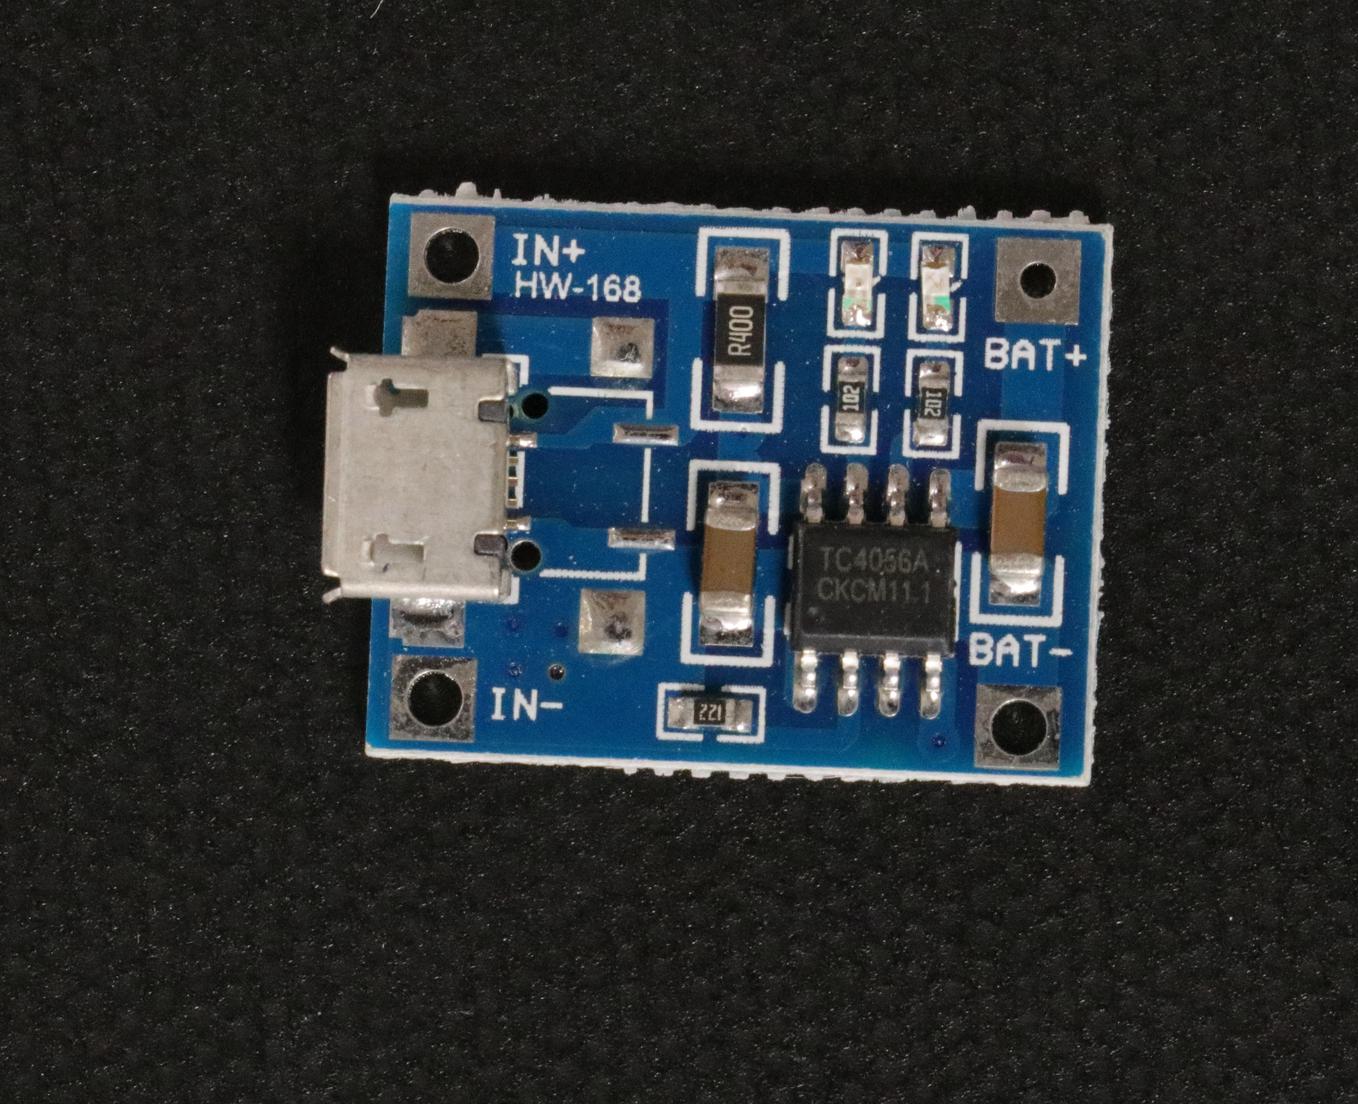 IN+
HW-168
R400
102
102
BAT+
TC4056A
CKCM11.1
BAT-
IN-
221